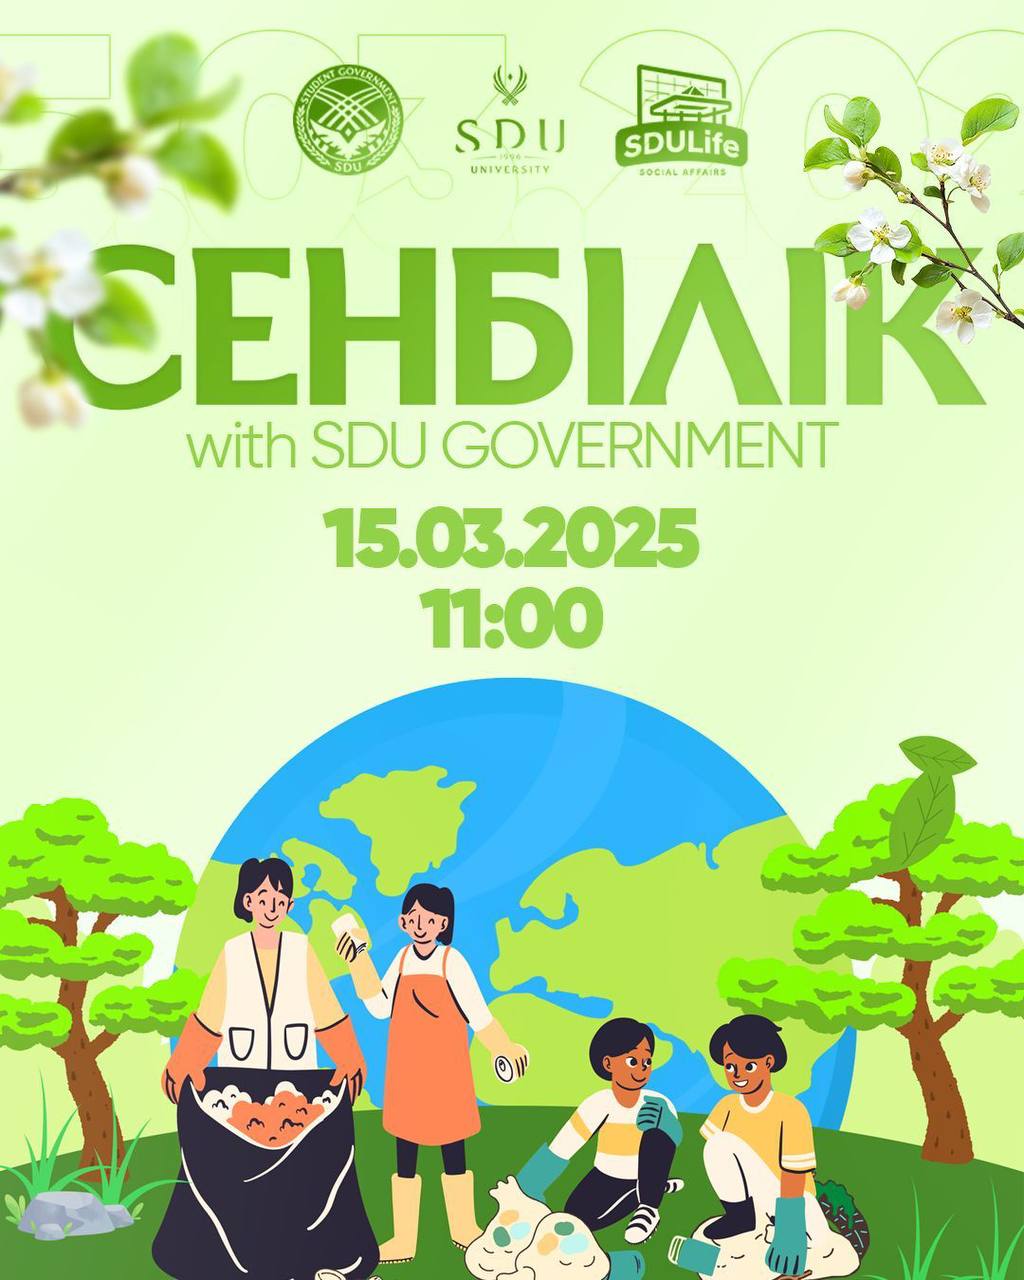 STUDENT GOVERNMENT
SDU
SDU
1996
UNIVERSITY
SDULife
SOCIAL AFFAIRS
СЕНБІЛІК
with SDU GOVERNMENT
15.03.2025
11:00